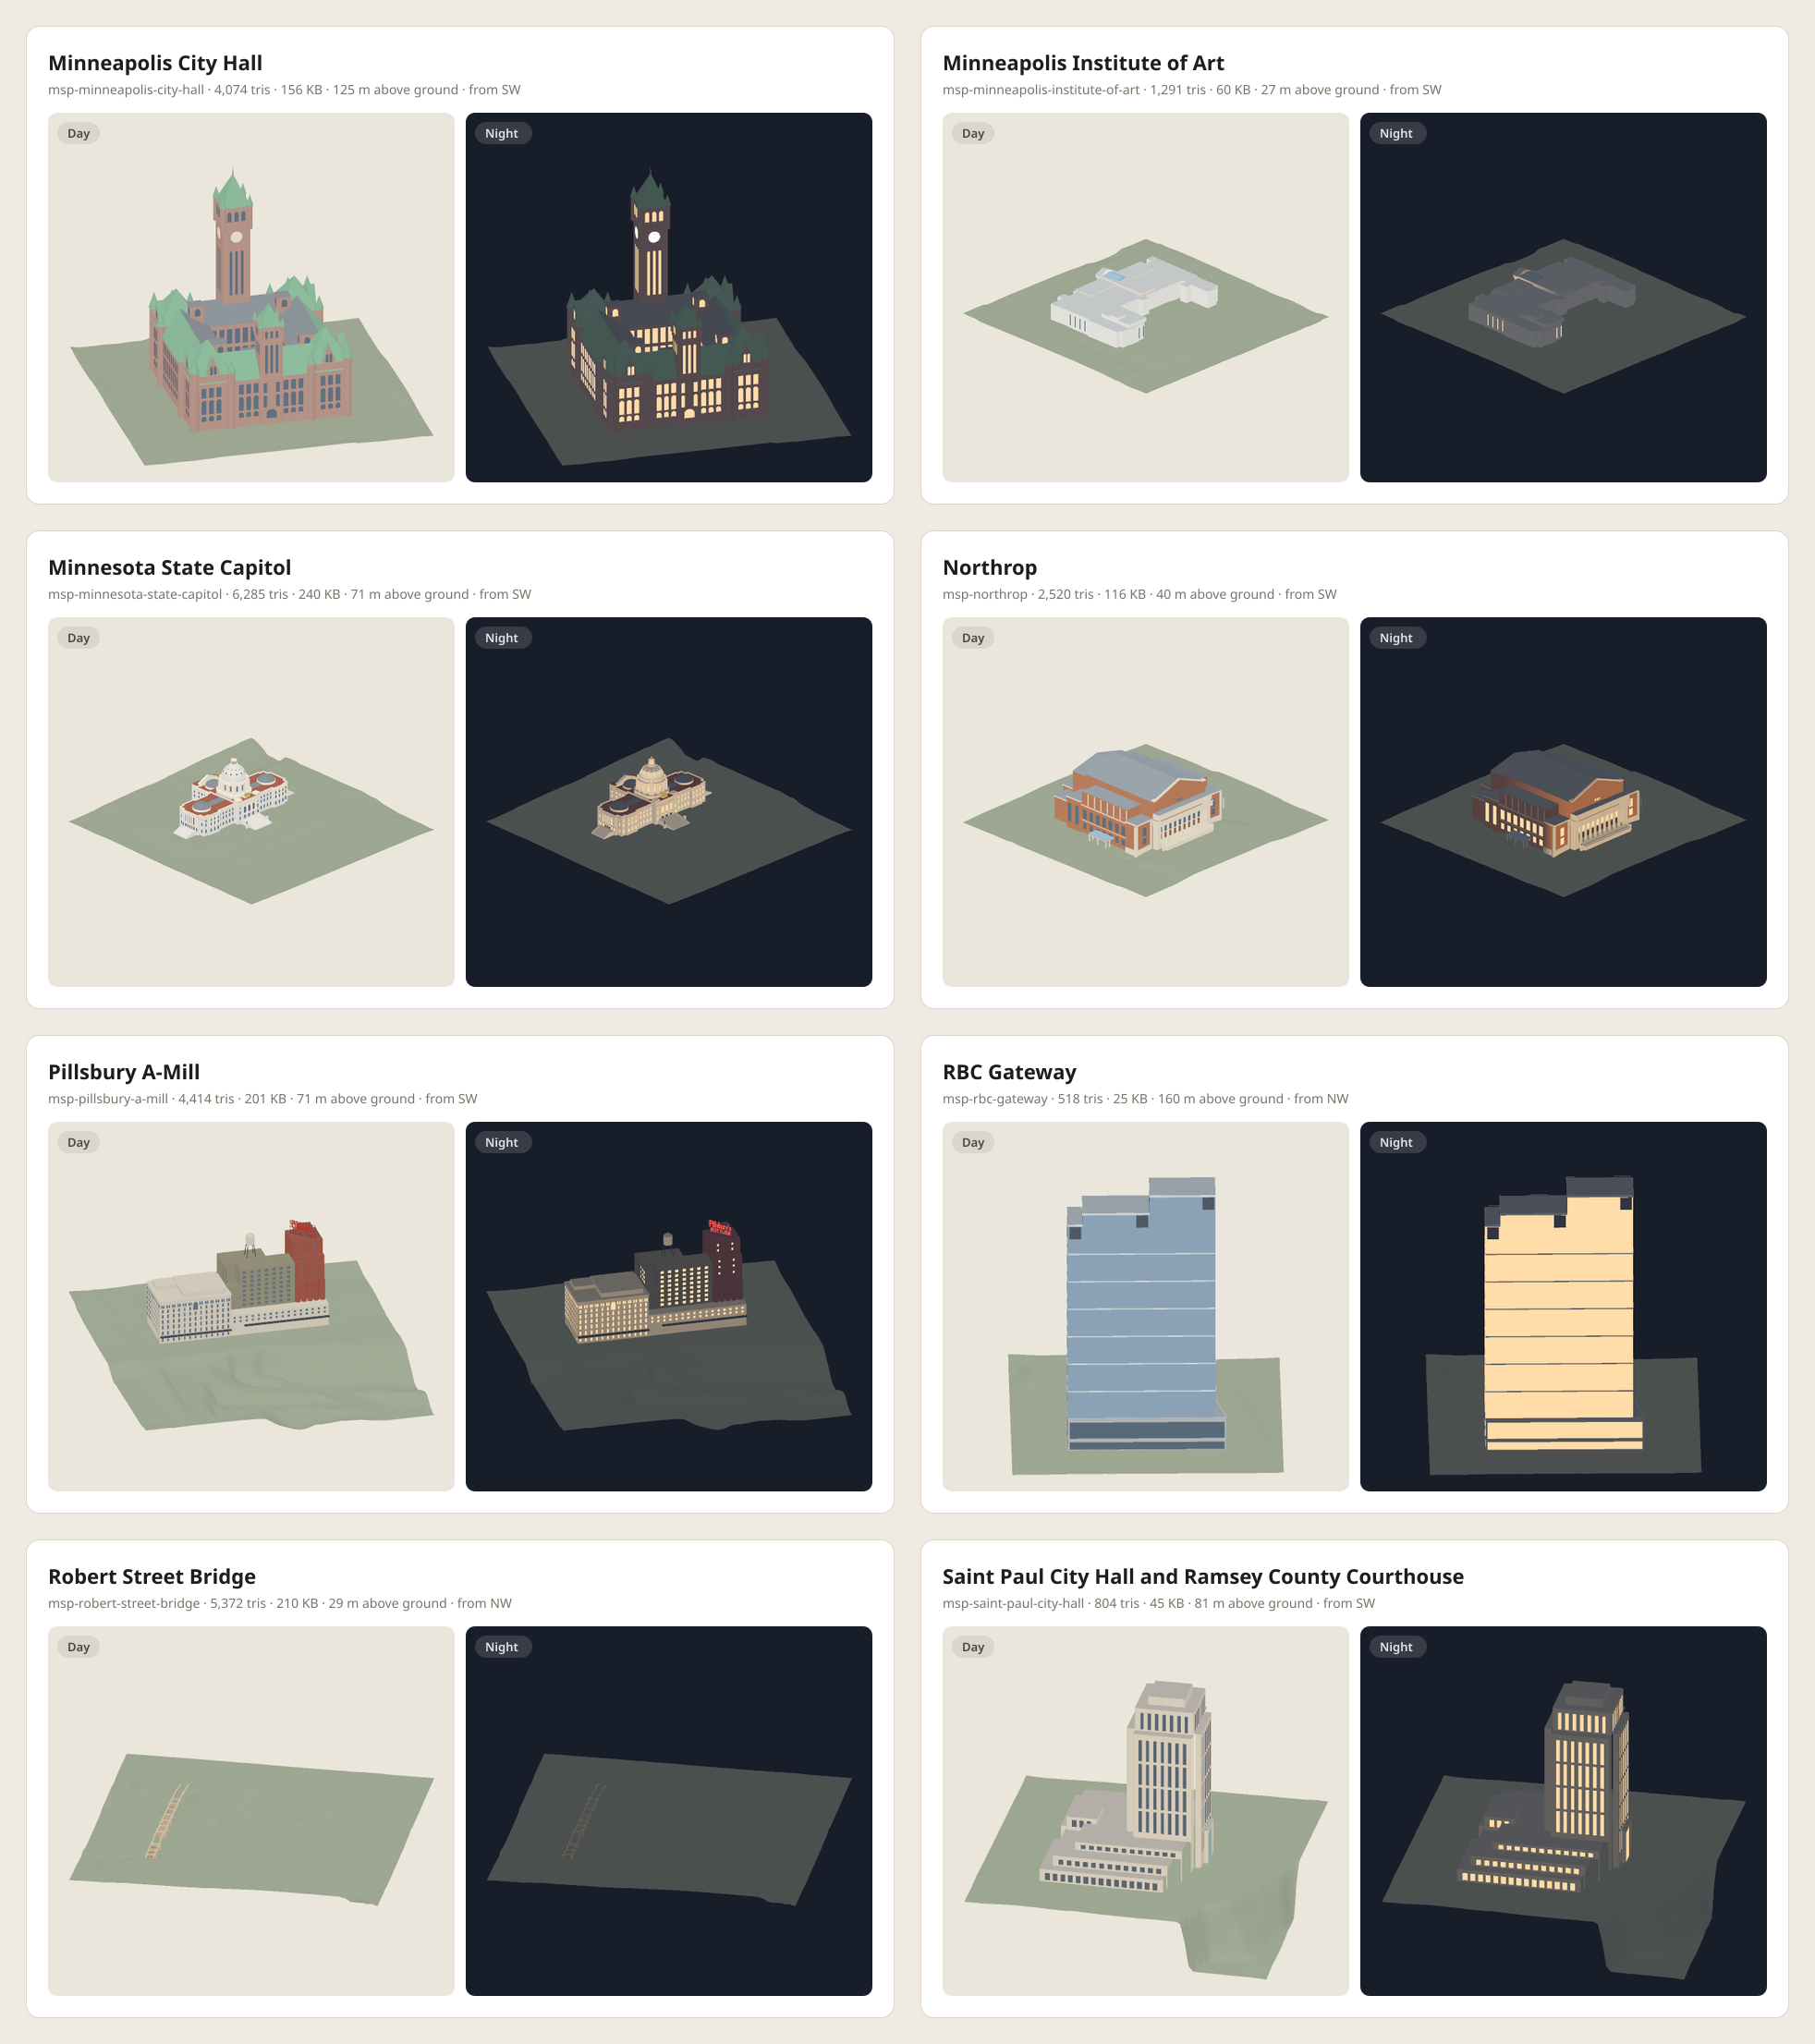 Minneapolis City Hall
msp-minneapolis-city-hall · 4,074 tris · 156 KB · 125 m above ground · from SW
Day
Night
Minneapolis Institute of Art
msp-minneapolis-institute-of-art · 1,291 tris · 60 KB · 27 m above ground · from SW
Day
Night
Minnesota State Capitol
msp-minnesota-state-capitol · 6,285 tris · 240 KB · 71 m above ground · from SW
Day
Night
Northrop
msp-northrop · 2,520 tris · 116 KB · 40 m above ground · from SW
Day
Night
Pillsbury A-Mill
msp-pillsbury-a-mill · 4,414 tris · 201 KB · 71 m above ground · from SW
Day
Night
RBC Gateway
msp-rbc-gateway · 518 tris · 25 KB · 160 m above ground · from NW
Day
Night
Robert Street Bridge
msp-robert-street-bridge · 5,372 tris · 210 KB · 29 m above ground · from NW
Day
Night
Saint Paul City Hall and Ramsey County Courthouse
msp-saint-paul-city-hall · 804 tris · 45 KB · 81 m above ground · from SW
Day
Night